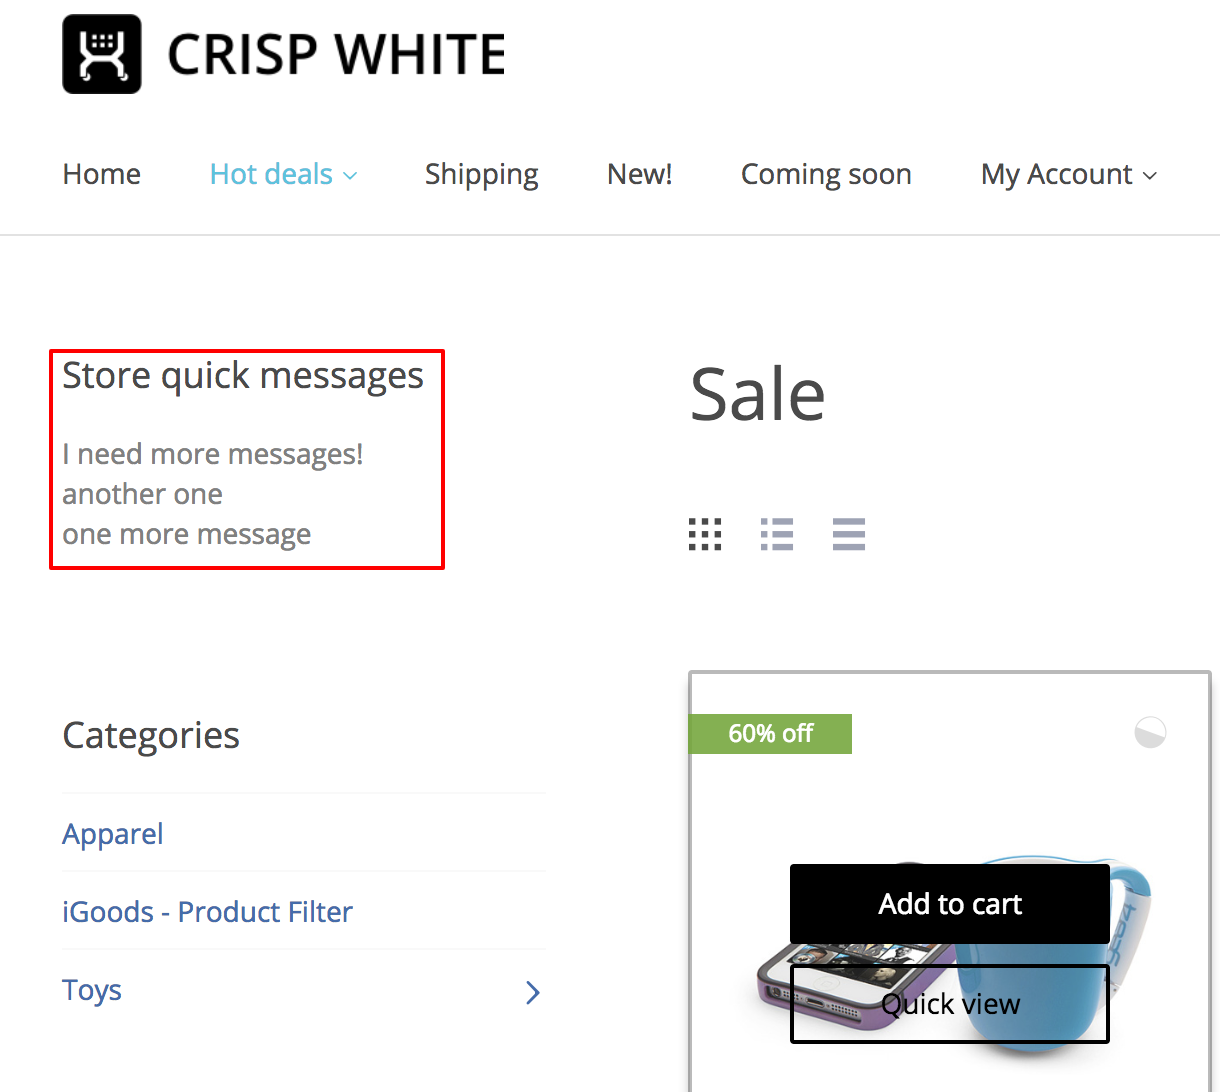 CRISP WHITE
Home Hot deals Shipping New! Coming soon My Account
Store quick messages
I need more messages!
another one
one more message
Categories
Apparel
iGoods - Product Filter
Toys
Sale
60% off
Add to cart
Quick view